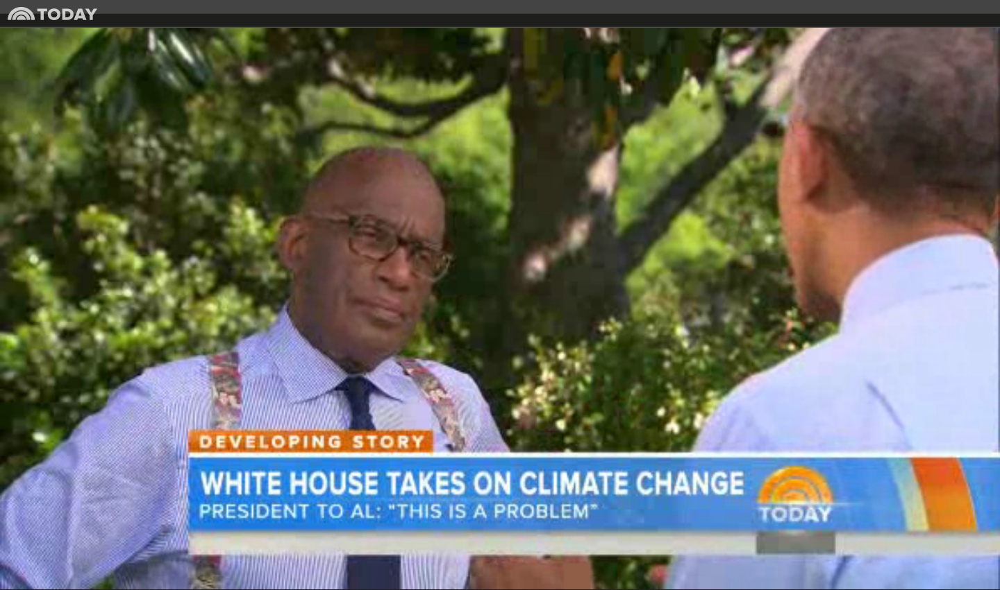 TODAY
DEVELOPING STORY
WHITE HOUSE TAKES ON CLIMATE CHANGE
PRESIDENT TO AL: “THIS IS A PROBLEM”
TODAY